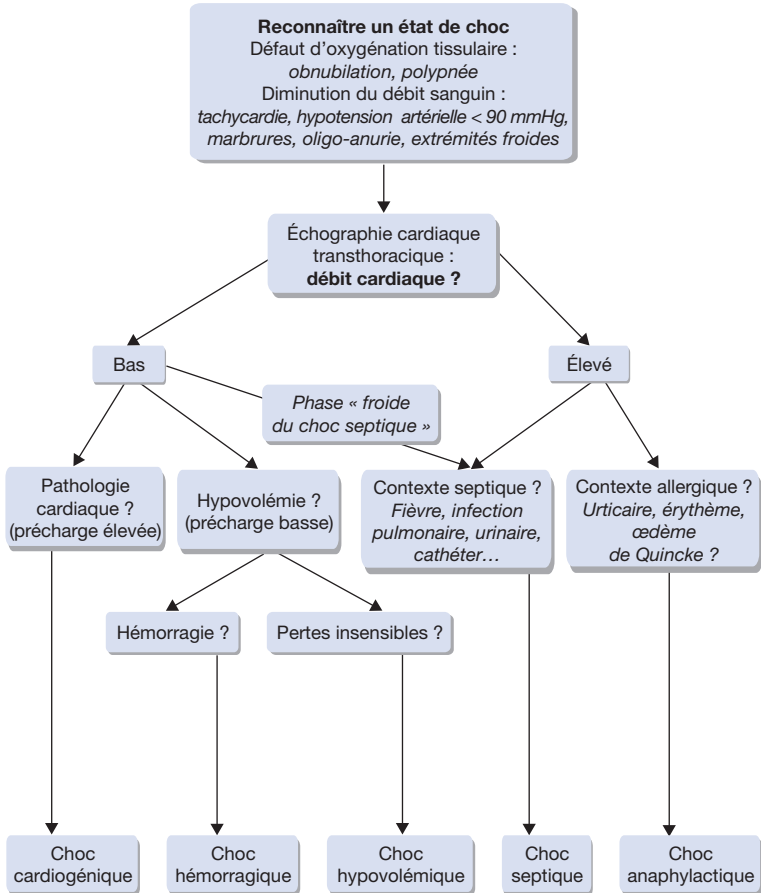 Reconnaître un état de choc
Défaut d'oxygénation tissulaire :
obnubilation, polypnée
Diminution du débit sanguin :
tachycardie, hypotension artérielle < 90 mmHg,
marbrures, oligo-anurie, extrémités froides
Échographie cardiaque
transthoracique :
débit cardiaque ?
Bas
Élevé
Phase « froide
du choc septique »
Pathologie
cardiaque ?
(précharge élevée)
Hypovolémie ?
(précharge basse)
Contexte septique ?
Fièvre, infection
pulmonaire, urinaire,
cathéter…
Contexte allergique ?
Urticaire, érythème,
œdème
de Quincke ?
Hémorragie ?
Pertes insensibles ?
Choc
cardiogénique
Choc
hémorragique
Choc
hypovolémique
Choc
septique
Choc
anaphylactique